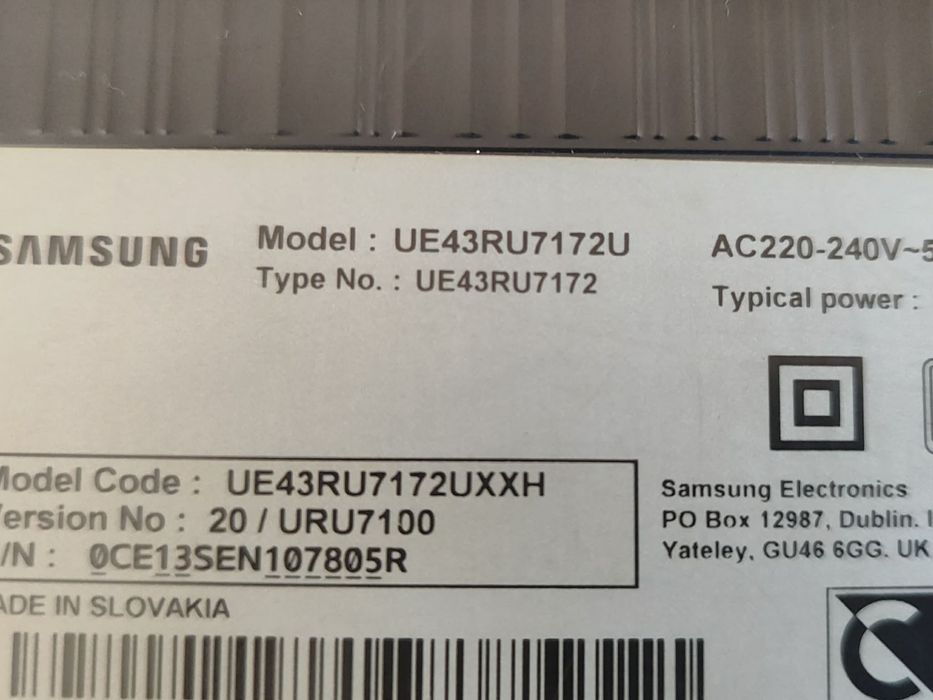 SAMSUNG
Model : UE43RU7172U
Type No. : UE43RU7172
AC220-240V~5
Typical power :
Model Code : UE43RU7172UXXH
Version No : 20 / URU7100
/N : 0CE13SEN107805R
MADE IN SLOVAKIA
Samsung Electronics
PO Box 12987, Dublin. I
Yateley, GU46 6GG. UK